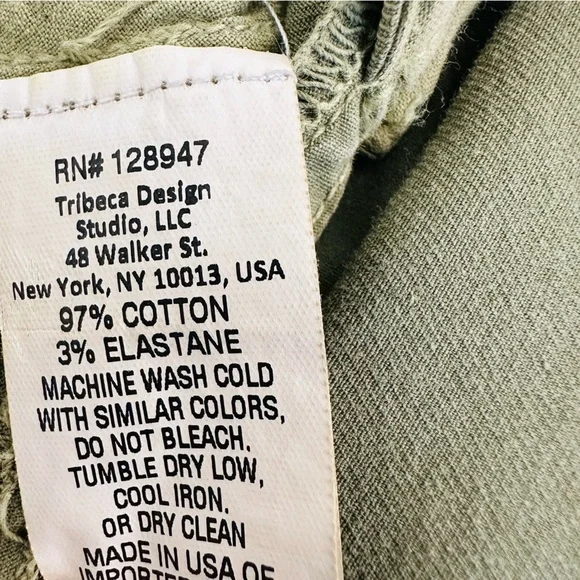 RN# 128947
Tribeca Design
Studio, LLC
48 Walker St.
New York, NY 10013, USA
97% COTTON
3% ELASTANE
MACHINE WASH COLD
WITH SIMILAR COLORS,
DO NOT BLEACH.
TUMBLE DRY LOW,
COOL IRON.
OR DRY CLEAN
MADE IN USA OF
IMPORTED